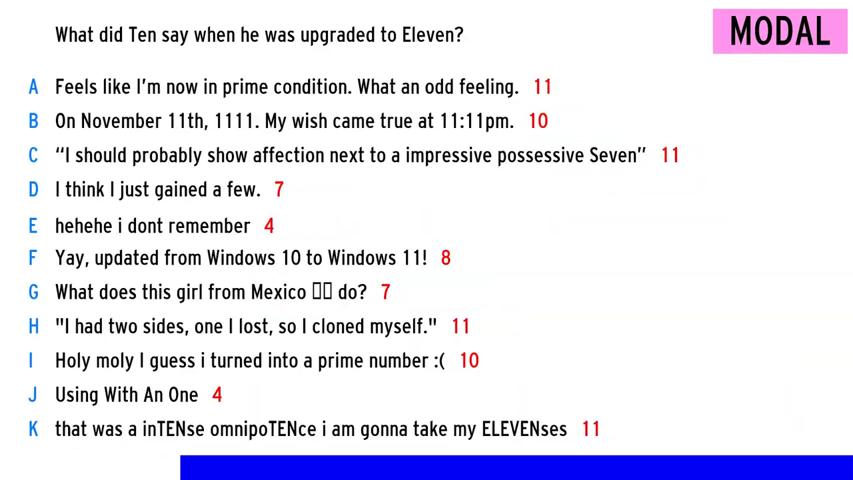 What did Ten say when he was upgraded to Eleven?
MODAL
A Feels like I'm now in prime condition. What an odd feeling. 11
B On November 11th, 1111. My wish came true at 11:11pm. 10
C “I should probably show affection next to a impressive possessive Seven” 11
D I think I just gained a few. 7
E hehehe i dont remember 4
F Yay, updated from Windows 10 to Windows 11! 8
G What does this girl from Mexico 🇲🇽 do? 7
H "I had two sides, one I lost, so I cloned myself." 11
I Holy moly I guess i turned into a prime number :( 10
J Using With An One 4
K that was a inTENse omnipoTENce i am gonna take my ELEVENses 11